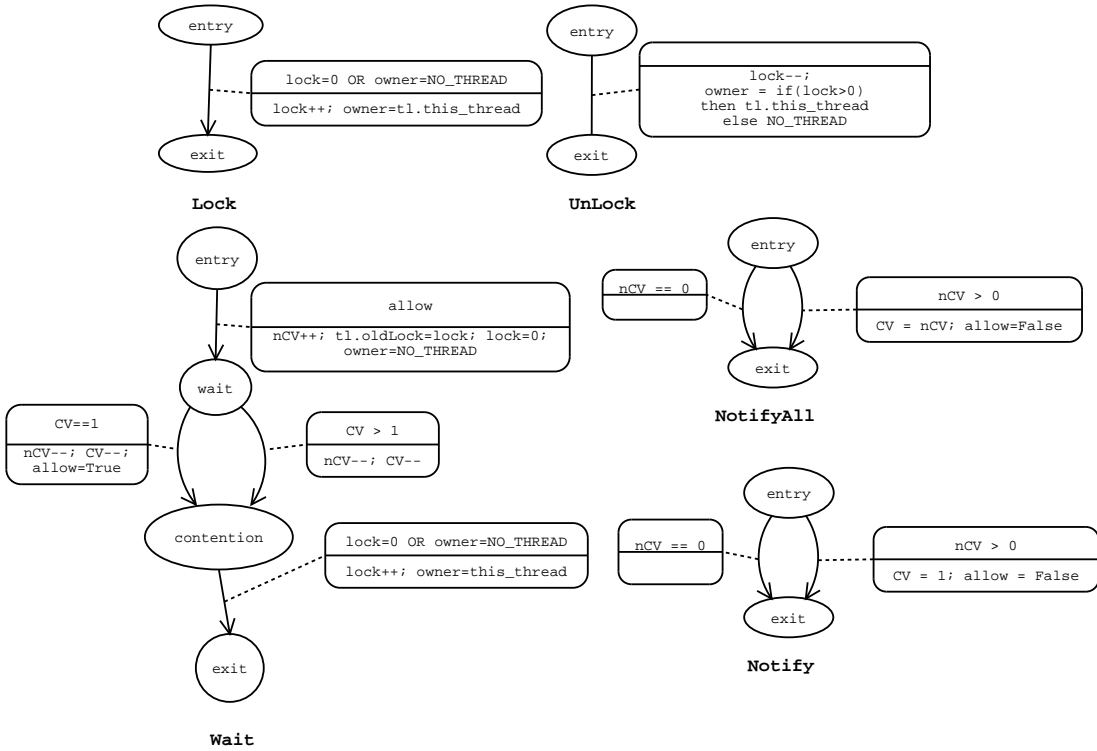 entry
lock=0 OR owner=NO_THREAD
lock++; owner=tl.this_thread
exit
Lock
entry
lock--;
owner = if(lock>0)
then tl.this_thread
else NO_THREAD
exit
UnLock
entry
allow
nCV++; tl.oldLock=lock; lock=0;
owner=NO_THREAD
wait
CV==1
nCV--; CV--;
allow=True
CV > 1
nCV--; CV--
contention
lock=0 OR owner=NO_THREAD
lock++; owner=this_thread
exit
Wait
entry
nCV == 0
nCV > 0
CV = nCV; allow=False
exit
NotifyAll
entry
nCV == 0
nCV > 0
CV = 1; allow = False
exit
Notify